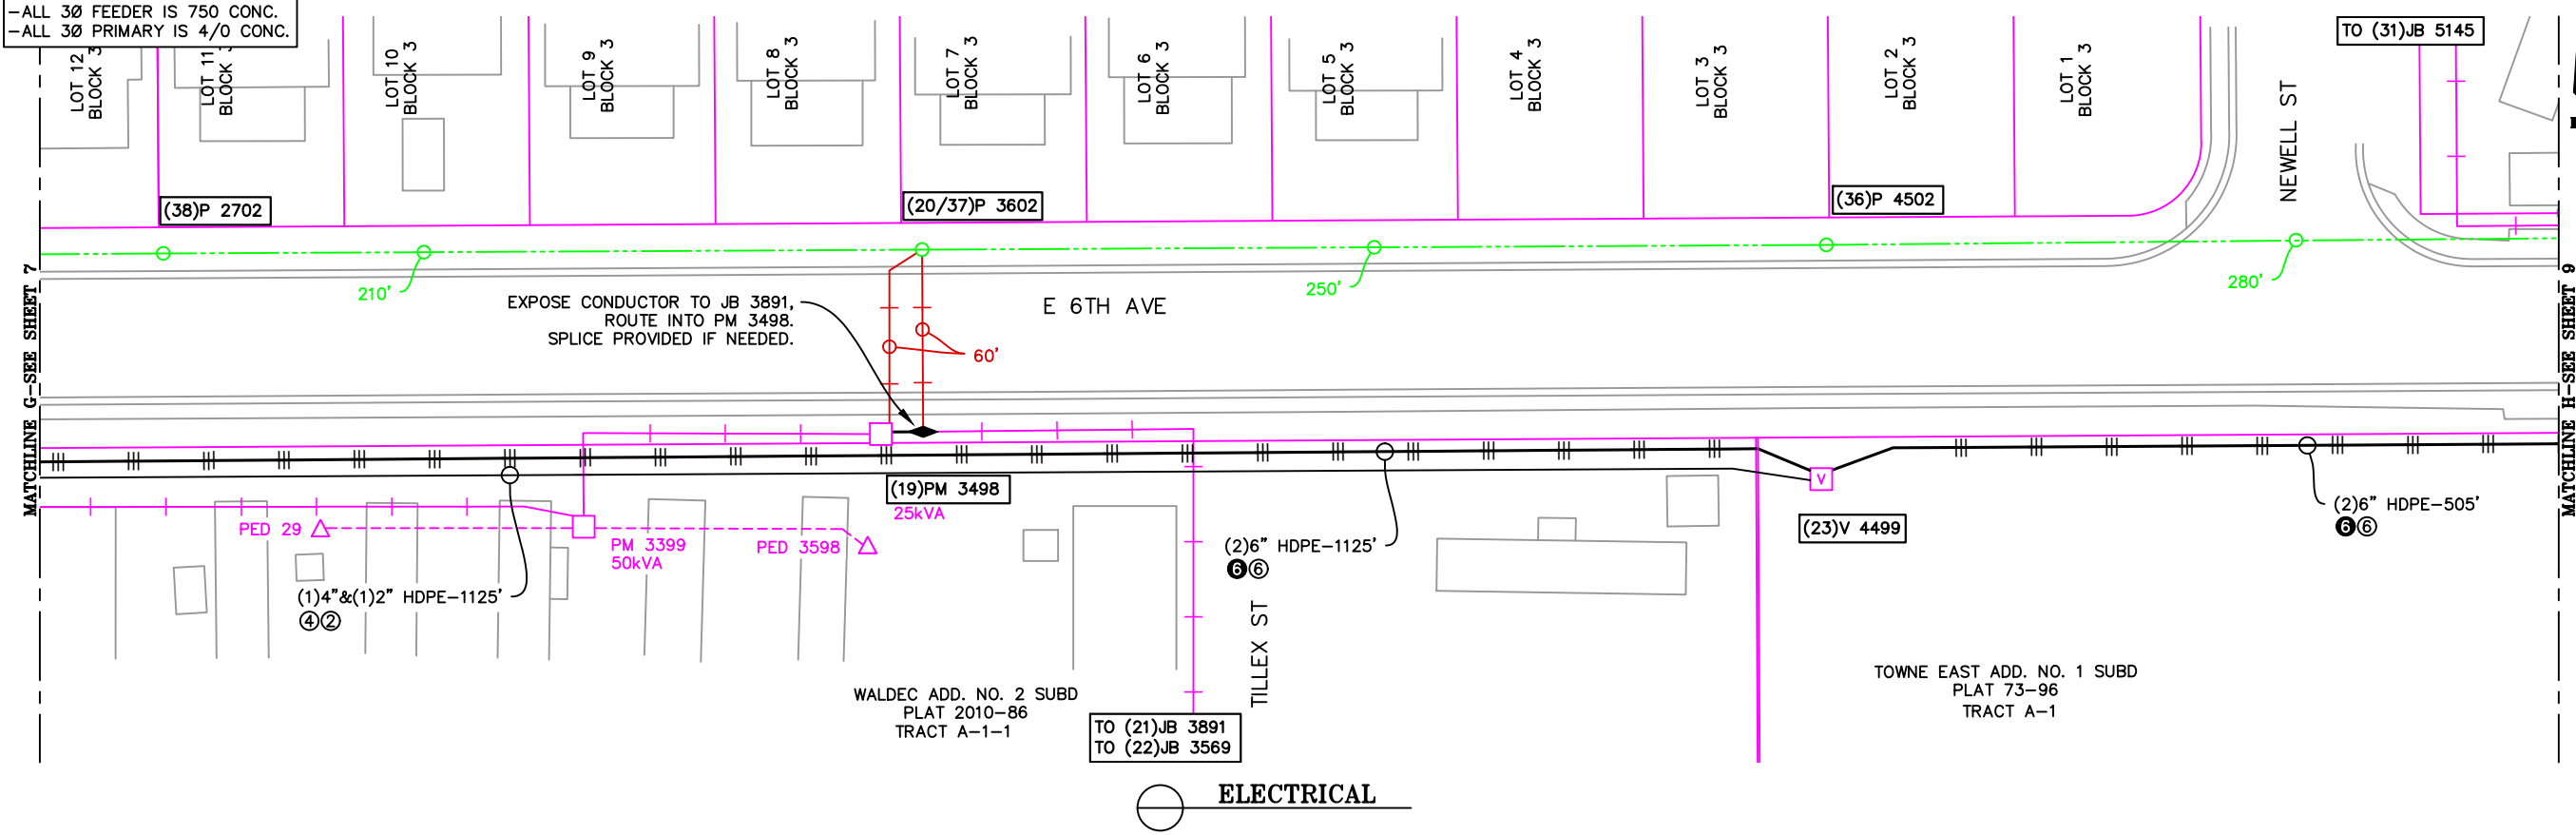 -ALL 3Ø FEEDER IS 750 CONC.
-ALL 3Ø PRIMARY IS 4/0 CONC.
LOT 12
BLOCK 3
LOT 11
BLOCK 3
LOT 10
BLOCK 3
LOT 9
BLOCK 3
LOT 8
BLOCK 3
LOT 7
BLOCK 3
LOT 6
BLOCK 3
LOT 5
BLOCK 3
LOT 4
BLOCK 3
LOT 3
BLOCK 3
LOT 2
BLOCK 3
LOT 1
BLOCK 3
NEWELL ST
TO (31)JB 5145
(38)P 2702
(20/37)P 3602
(36)P 4502
210'
250'
280'
EXPOSE CONDUCTOR TO JB 3891,
ROUTE INTO PM 3498.
SPLICE PROVIDED IF NEEDED.
E 6TH AVE
60'
MATCHLINE G-SEE SHEET 7
MATCHLINE H-SEE SHEET 9
(19)PM 3498
25kVA
V
(23)V 4499
(2)6" HDPE-505'
6 6
PED 29
PM 3399
50kVA
PED 3598
(2)6" HDPE-1125'
6 6
(1)4"&(1)2" HDPE-1125'
4 2
TILLEX ST
WALDEC ADD. NO. 2 SUBD
PLAT 2010-86
TRACT A-1-1
TO (21)JB 3891
TO (22)JB 3569
TOWNE EAST ADD. NO. 1 SUBD
PLAT 73-96
TRACT A-1
ELECTRICAL